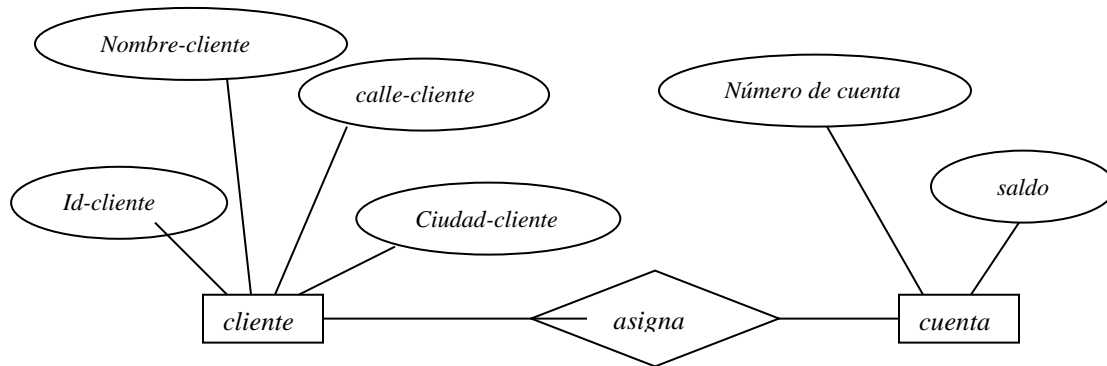 Nombre-cliente
calle-cliente
Número de cuenta
Id-cliente
Ciudad-cliente
saldo
cliente
asigna
cuenta